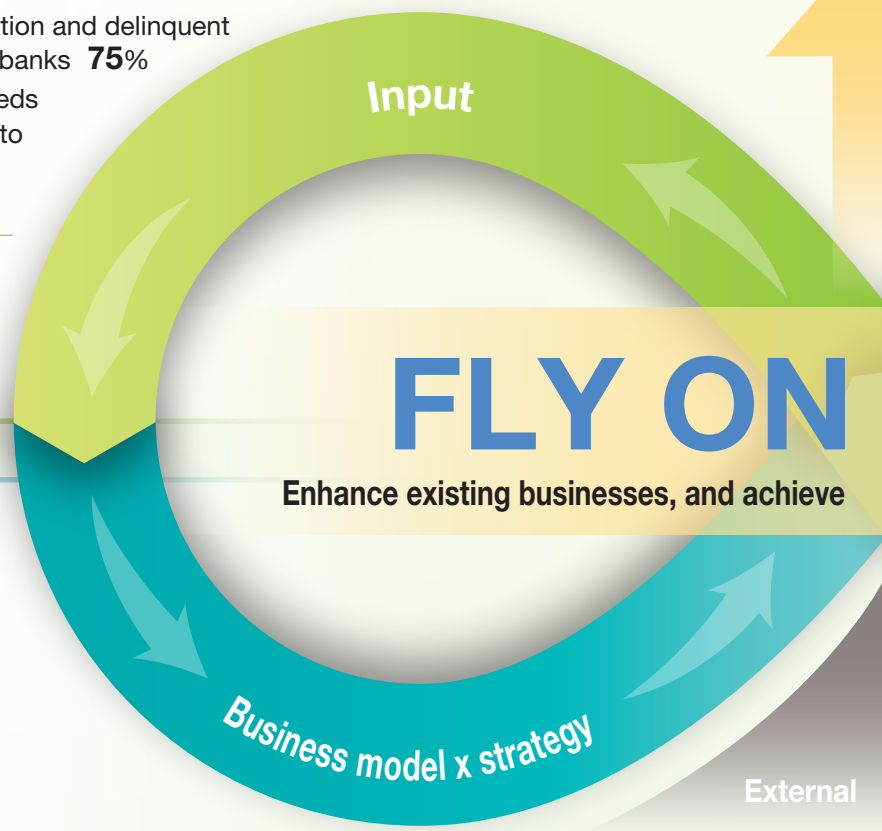 tion and delinquent
banks 75%
eds
to
Input
FLY ON
Enhance existing businesses, and achieve
Business model x strategy
External